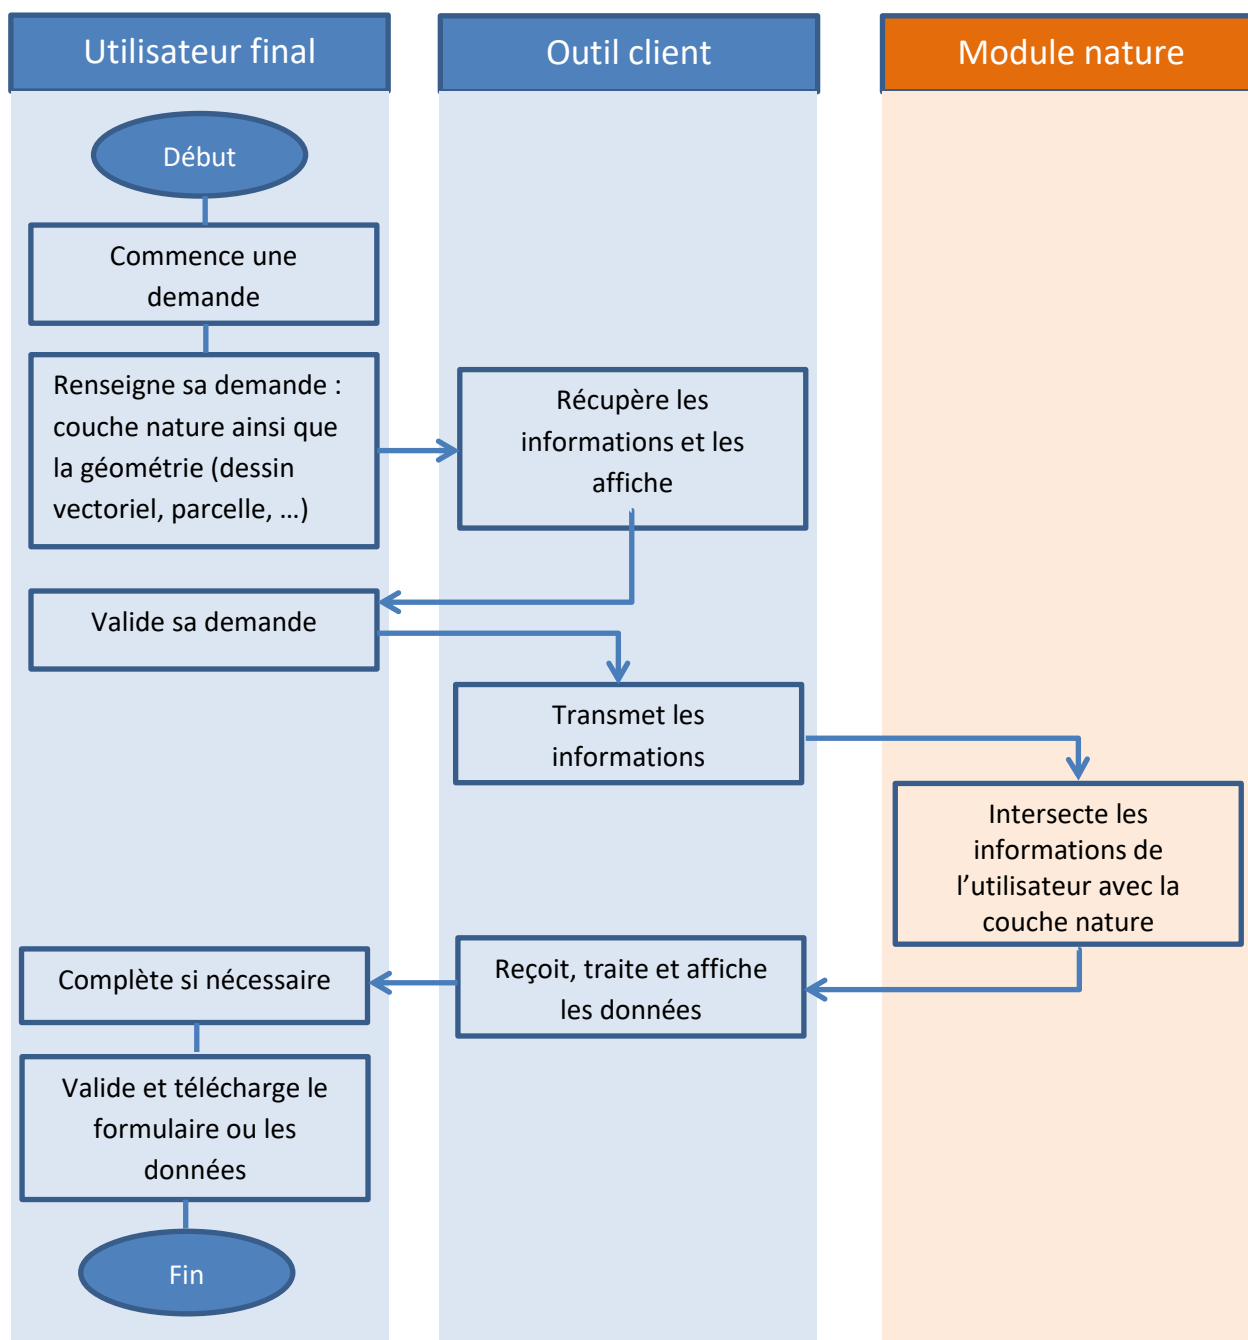 Utilisateur final
Outil client
Module nature
Début
Commence une
demande
Renseigne sa demande :
couche nature ainsi que
la géométrie (dessin
vectoriel, parcelle, …)
Récupère les
informations et les
affiche
Valide sa demande
Transmet les
informations
Intersecte les
informations de
l’utilisateur avec la
couche nature
Reçoit, traite et affiche
les données
Complète si nécessaire
Valide et télécharge le
formulaire ou les
données
Fin